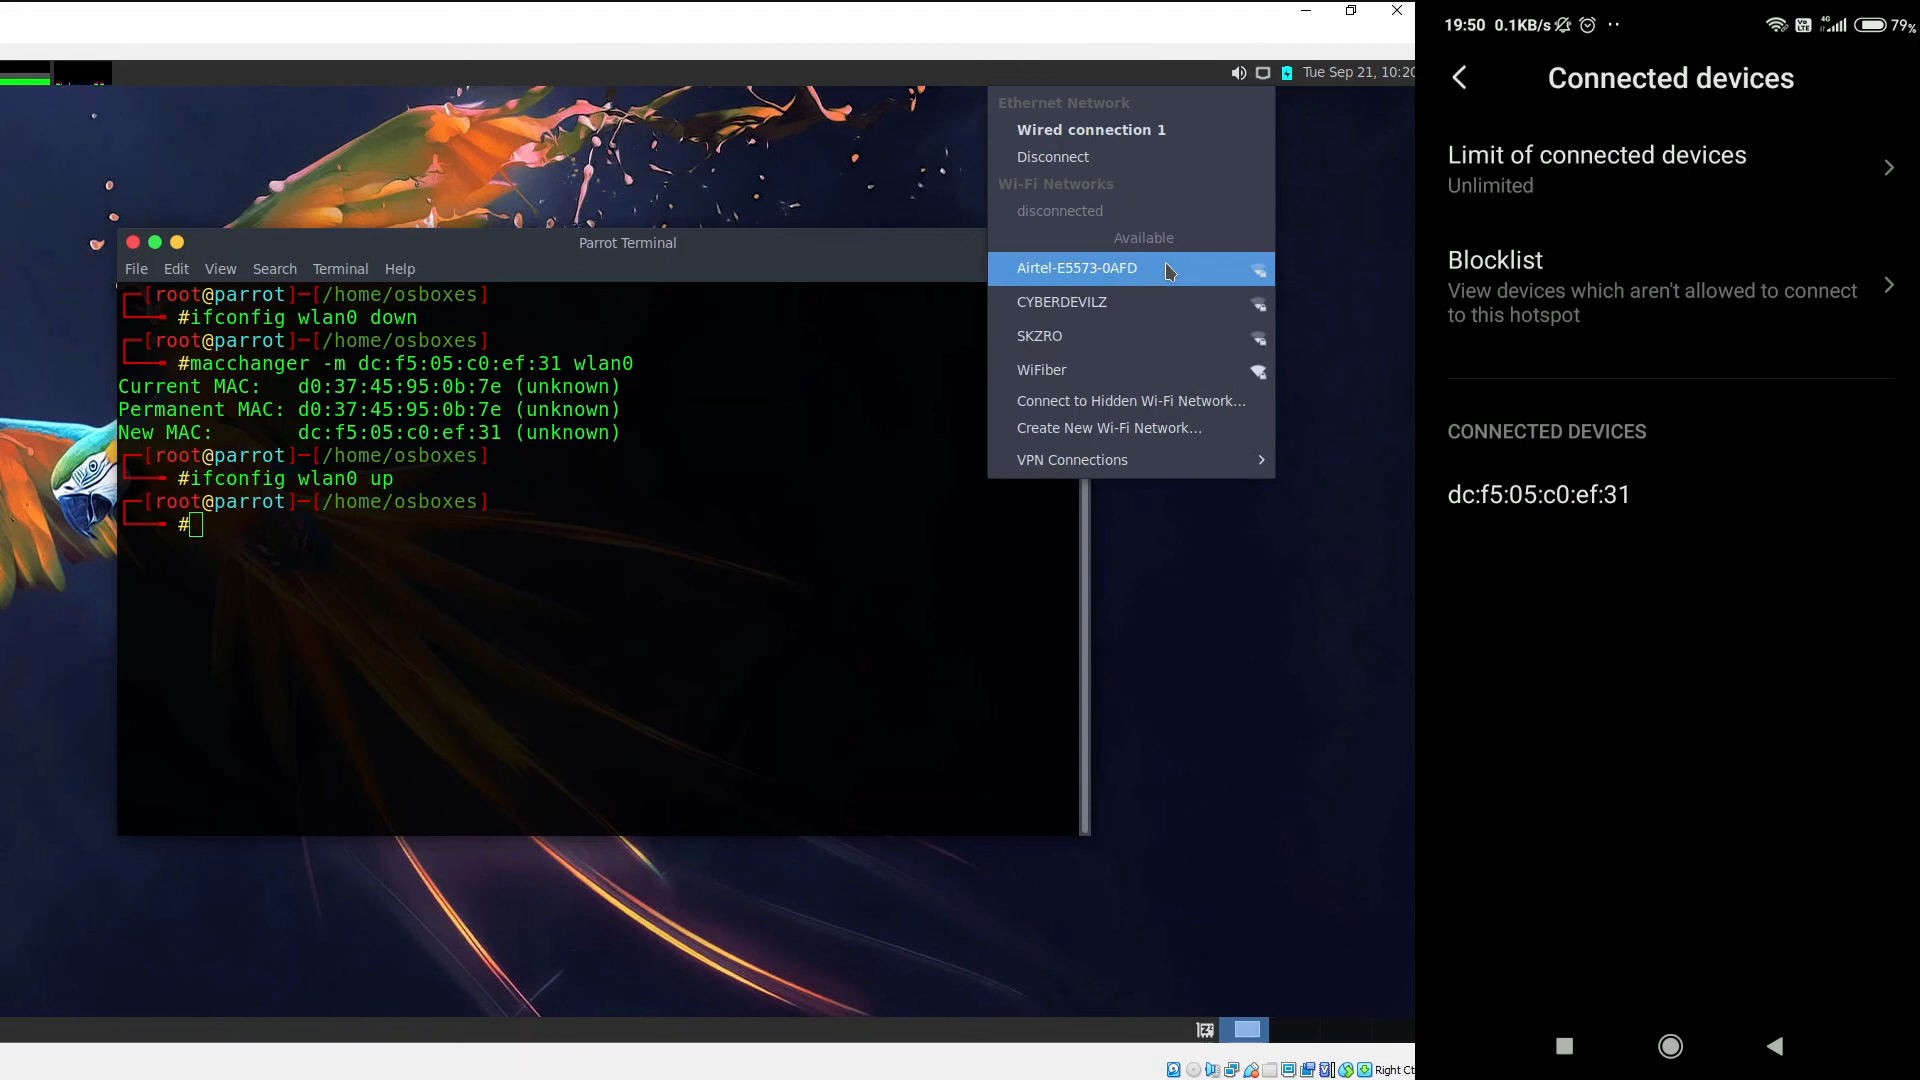 Tue Sep 21, 10:20
Ethernet Network
Wired connection 1
Disconnect
Wi-Fi Networks
disconnected
Available
Airtel-E5573-0AFD
CYBERDEVILZ
SKZRO
WiFiber
Connect to Hidden Wi-Fi Network...
Create New Wi-Fi Network...
VPN Connections
Parrot Terminal
File Edit View Search Terminal Help
[root@parrot]─[/home/osboxes]
#ifconfig wlan0 down
[root@parrot]─[/home/osboxes]
#macchanger -m dc:f5:05:c0:ef:31 wlan0
Current MAC: d0:37:45:95:0b:7e (unknown)
Permanent MAC: d0:37:45:95:0b:7e (unknown)
New MAC: dc:f5:05:c0:ef:31 (unknown)
[root@parrot]─[/home/osboxes]
#ifconfig wlan0 up
[root@parrot]─[/home/osboxes]
#
Right Ct
19:50 0.1KB/s 4G 79%
Connected devices
Limit of connected devices
Unlimited
Blocklist
View devices which aren't allowed to connect
to this hotspot
CONNECTED DEVICES
dc:f5:05:c0:ef:31